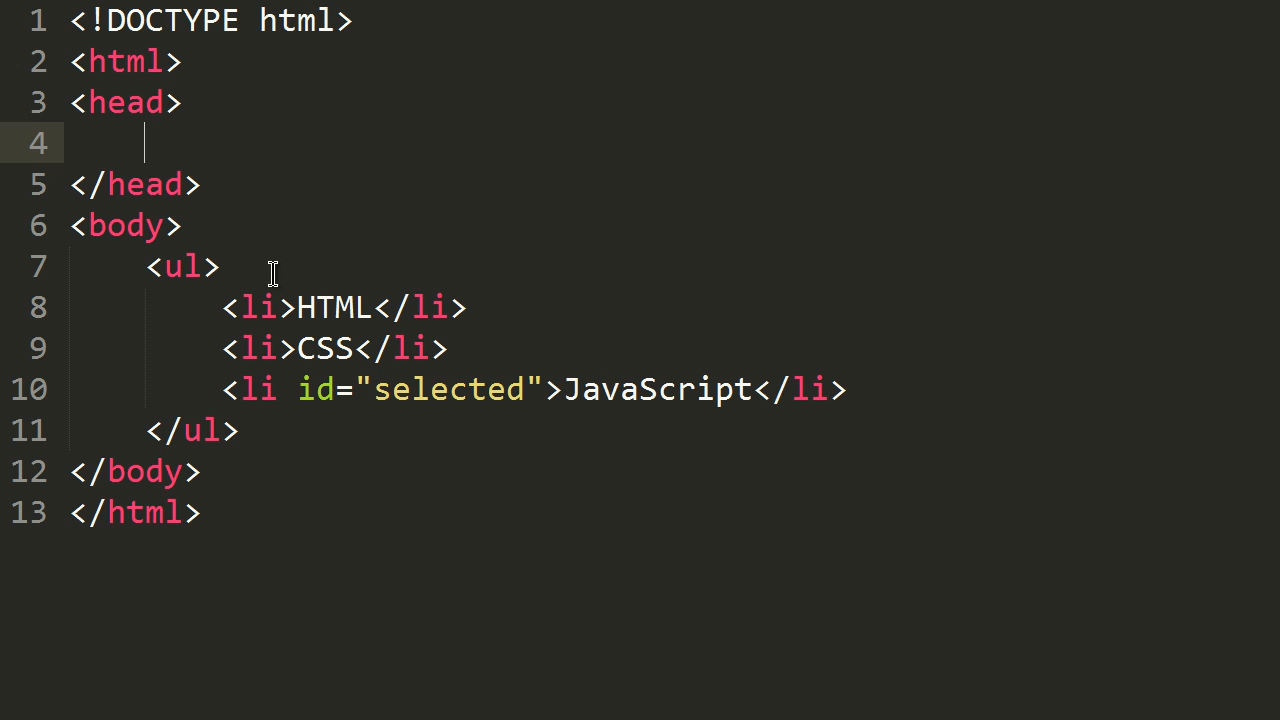 1 <!DOCTYPE html>
2 <html>
3 <head>
4
5 </head>
6 <body>
7     <ul>
8         <li>HTML</li>
9         <li>CSS</li>
10         <li id="selected">JavaScript</li>
11     </ul>
12 </body>
13 </html>